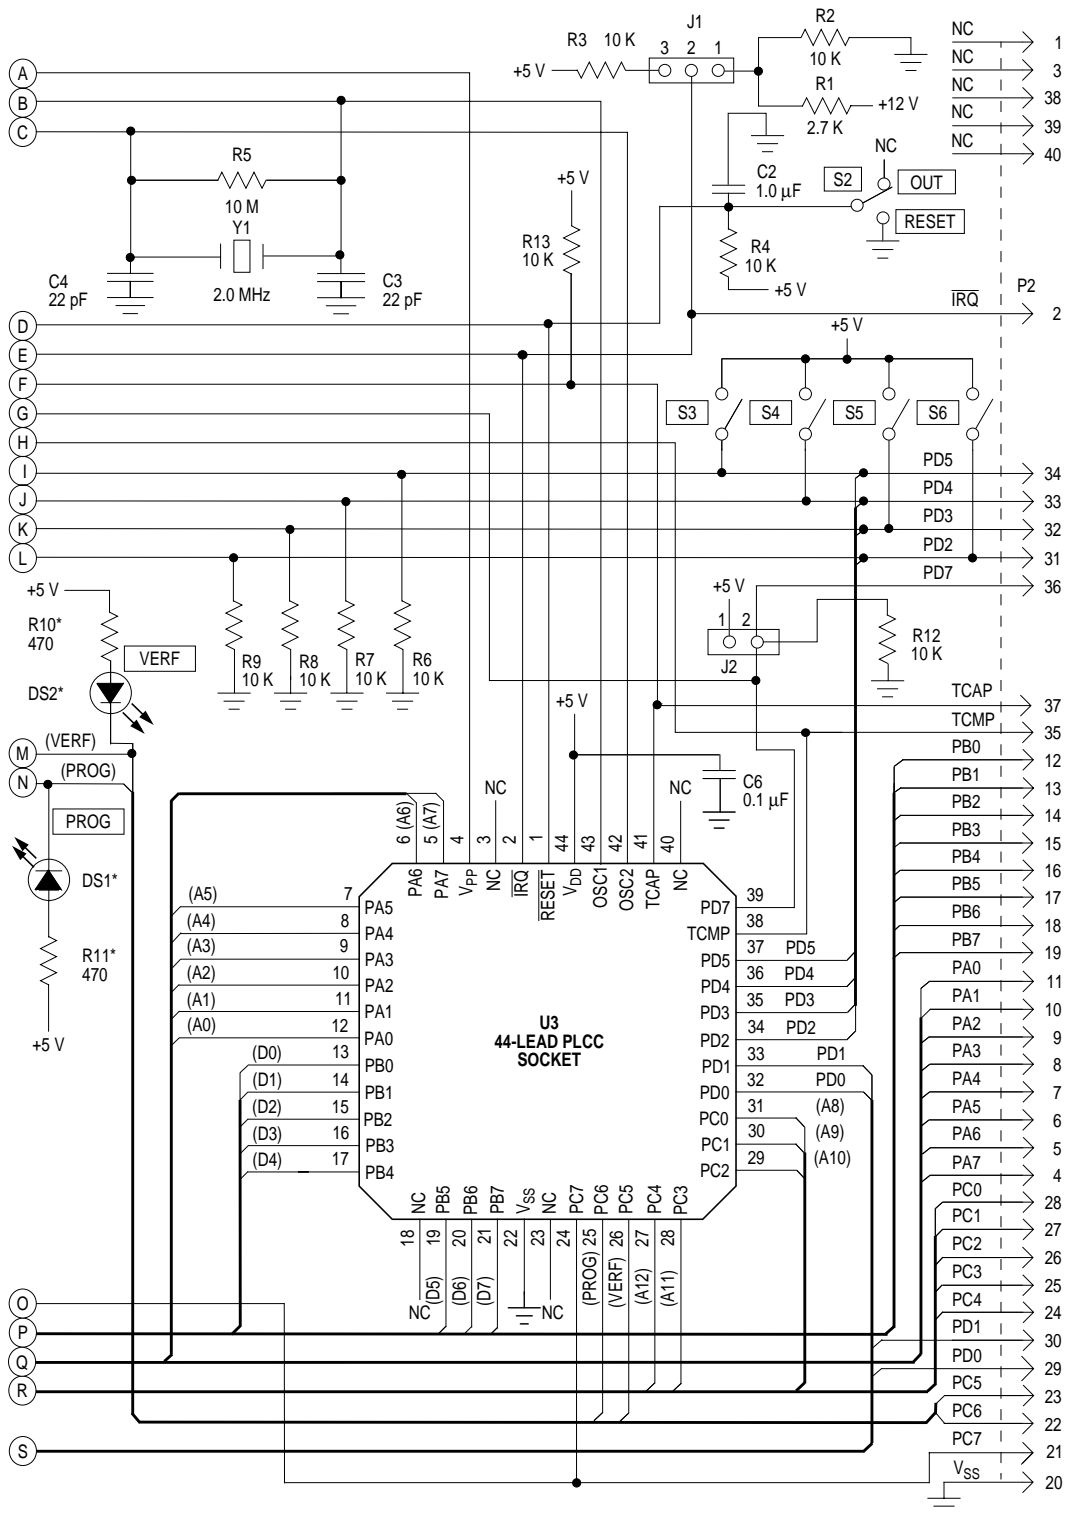 J1
R2
10 K
R3 10 K
3 2 1
+5 V
R1
2.7 K
+12 V
NC 1
NC 3
NC 38
NC 39
NC 40
A
B
C
R5
10 M
Y1
2.0 MHz
C4
22 pF
C3
22 pF
+5 V
R13
10 K
C2
1.0 µF
R4
10 K
+5 V
NC
S2
OUT
RESET
P2
IRQ 2
D
E
F
G
H
I
J
K
L
+5 V
S3
S4
S5
S6
PD5 34
PD4 33
PD3 32
PD2 31
PD7 36
+5 V
R10*
470
VERF
DS2*
R9
10 K
R8
10 K
R7
10 K
R6
10 K
+5 V
1 2
J2
R12
10 K
+5 V
C6
0.1 µF
M
(VERF)
N
(PROG)
PROG
DS1*
R11*
470
+5 V
TCAP 37
TCMP 35
PB0 12
PB1 13
PB2 14
PB3 15
PB4 16
PB5 17
PB6 18
PB7 19
PA0 11
PA1 10
PA2 9
PA3 8
PA4 7
PA5 6
PA6 5
PA7 4
PC0 28
PC1 27
PC2 26
PC3 25
PC4 24
PD1 30
PD0 29
PC5 23
PC6 22
PC7 21
VSS 20
6 (A6) PA6
5 (A7) PA7
4 VPP
NC 3 NC
2 IRQ
1 RESET
44 VDD
43 OSC1
42 OSC2
41 TCAP
NC 40 NC
(A5) 7 PA5
(A4) 8 PA4
(A3) 9 PA3
(A2) 10 PA2
(A1) 11 PA1
(A0) 12 PA0
(D0) 13 PB0
(D1) 14 PB1
(D2) 15 PB2
(D3) 16 PB3
(D4) 17 PB4
U3
44-LEAD PLCC
SOCKET
PD7 39
TCMP 38
PD5 37 PD5
PD4 36 PD4
PD3 35 PD3
PD2 34 PD2
PD1 33 PD1
PD0 32 PD0
PC0 31 (A8)
PC1 30 (A9)
PC2 29 (A10)
NC 18 NC
PB5 19 (D5)
PB6 20 (D6)
PB7 21 (D7)
VSS 22
NC 23 NC
PC7 24
PC6 25 (PROG)
PC5 26 (VERF)
PC4 27 (A12)
PC3 28 (A11)
O
P
Q
R
S